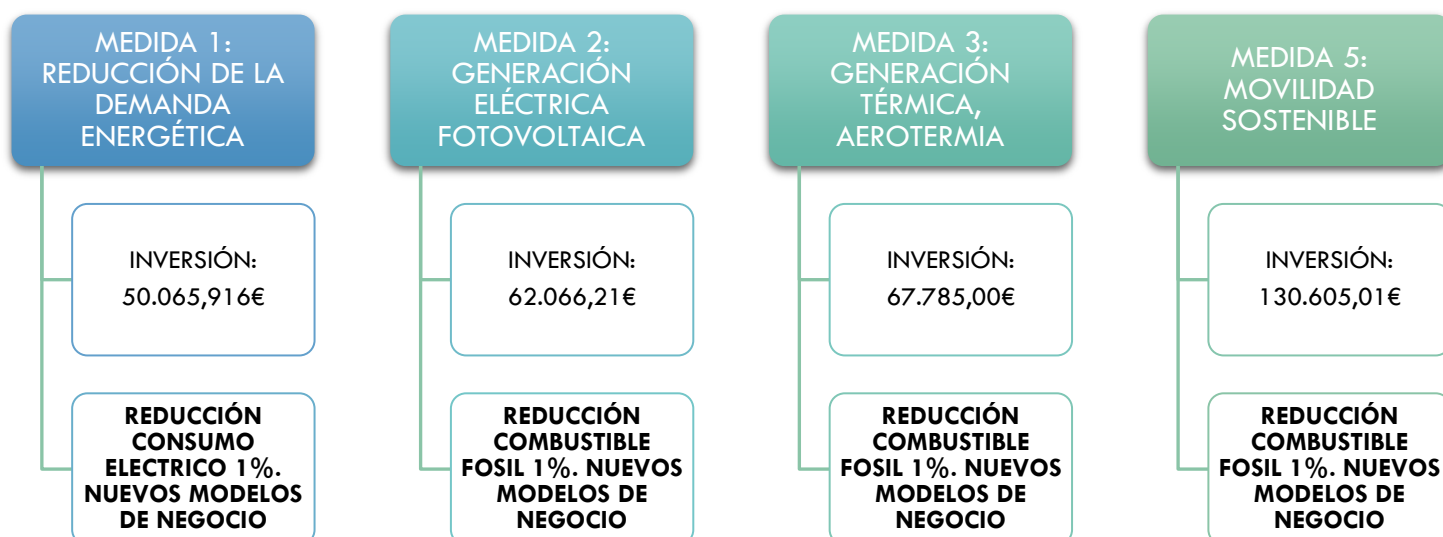 MEDIDA 1:
REDUCCIÓN DE LA
DEMANDA
ENERGÉTICA
INVERSIÓN:
50.065,916€
REDUCCIÓN
CONSUMO
ELECTRICO 1%.
NUEVOS MODELOS
DE NEGOCIO
MEDIDA 2:
GENERACIÓN
ELÉCTRICA
FOTOVOLTAICA
INVERSIÓN:
62.066,21€
REDUCCIÓN
COMBUSTIBLE
FOSIL 1%. NUEVOS
MODELOS DE
NEGOCIO
MEDIDA 3:
GENERACIÓN
TÉRMICA,
AEROTERMIA
INVERSIÓN:
67.785,00€
REDUCCIÓN
COMBUSTIBLE
FOSIL 1%. NUEVOS
MODELOS DE
NEGOCIO
MEDIDA 5:
MOVILIDAD
SOSTENIBLE
INVERSIÓN:
130.605,01€
REDUCCIÓN
COMBUSTIBLE
FOSIL 1%. NUEVOS
MODELOS DE
NEGOCIO